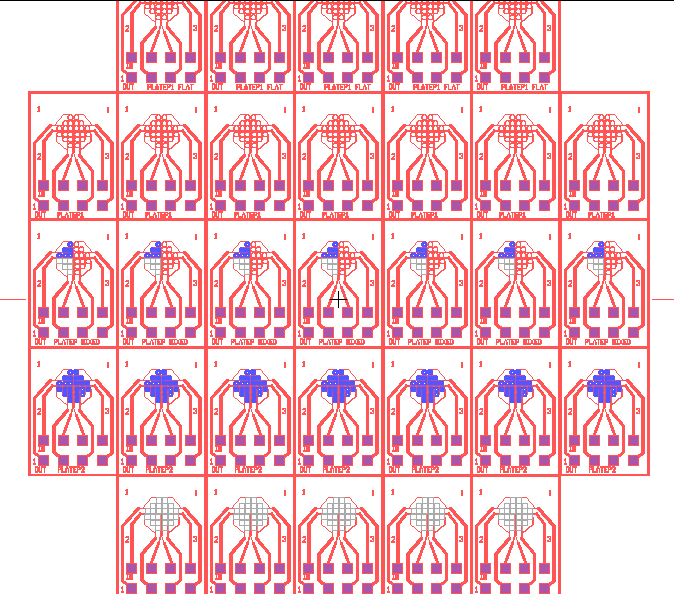 2 3 2 3 2 3 2 3 2 3
1 1 1 1 1
OUT PLATEP1 FLAT OUT PLATEP1 FLAT OUT PLATEP1 FLAT OUT PLATEP1 FLAT OUT PLATEP1 FLAT
1 1 1 1 1 1 1 1 1 1 1 1 1 1
2 3 2 3 2 3 2 3 2 3 2 3 2 3
1 1 1 1 1 1 1
OUT PLATEP1 OUT PLATEP1 OUT PLATEP1 OUT PLATEP1 OUT PLATEP1 OUT PLATEP1 OUT PLATEP1
1 1 1 1 1 1 1 1 1 1 1 1 1 1
2 3 2 3 2 3 2 3 2 3 2 3 2 3
1 1 1 1 1 1 1
OUT PLATEP MIXED OUT PLATEP MIXED OUT PLATEP MIXED OUT PLATEP MIXED OUT PLATEP MIXED OUT PLATEP MIXED OUT PLATEP MIXED
1 1 1 1 1 1 1 1 1 1 1 1 1 1
2 3 2 3 2 3 2 3 2 3 2 3 2 3
1 1 1 1 1 1 1
OUT PLATEP2 OUT PLATEP2 OUT PLATEP2 OUT PLATEP2 OUT PLATEP2 OUT PLATEP2 OUT PLATEP2
1 1 1 1 1 1 1 1 1 1
2 3 2 3 2 3 2 3 2 3
1 1 1 1 1